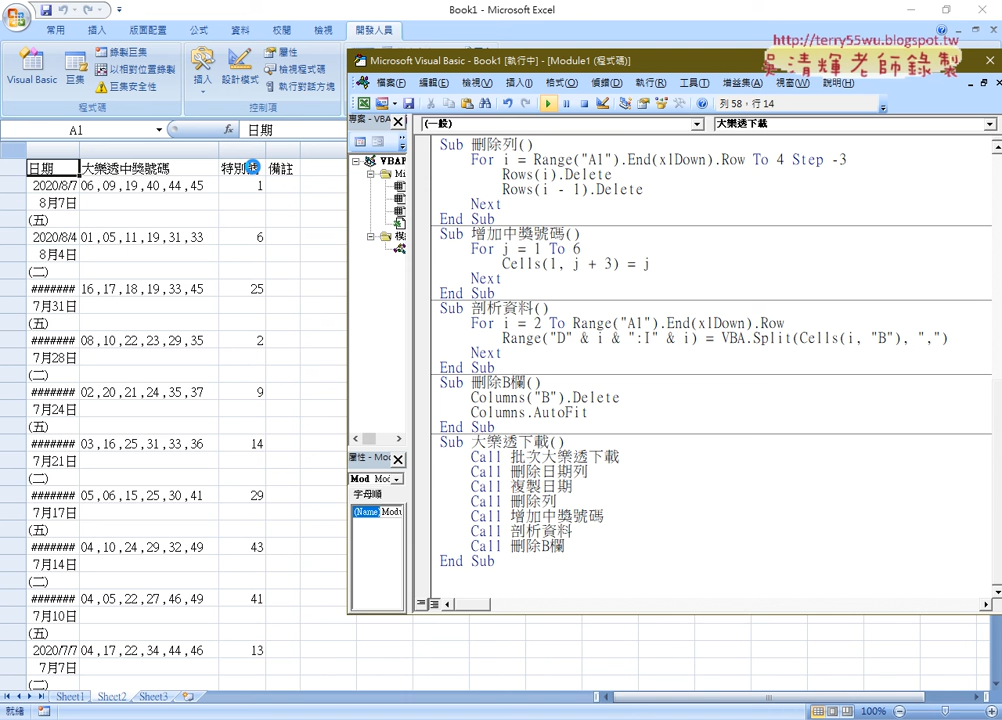 Book1 - Microsoft Excel
常用 插入 版面配置 公式 資料 校閱 檢視 開發人員
http://terry55wu.blogspot.tw
吳清輝老師錄製
Visual Basic 巨集 錄製巨集 以相對位置錄製 巨集安全性
程式碼
插入 設計模式 屬性 檢視程式碼 執行對話方塊
控制項
Microsoft Visual Basic - Book1 [執行中] - [Module1 (程式碼)]
檔案(F) 編輯(E) 檢視(V) 插入(I) 格式(O) 偵錯(D) 執行(R) 工具(T) 增益集(A) 視窗(W) 說明(H)
列 58，行 14
A1 fx 日期
專案 - VBA
(一般) 大樂透下載
VBAP
Mi
模
屬性 - Mod
Mod Mod
字母順
(Name) Modu
Sub 刪除列()
For i = Range("A1").End(xlDown).Row To 4 Step -3
Rows(i).Delete
Rows(i - 1).Delete
Next
End Sub
Sub 增加中獎號碼()
For j = 1 To 6
Cells(1, j + 3) = j
Next
End Sub
Sub 剖析資料()
For i = 2 To Range("A1").End(xlDown).Row
Range("D" & i & ":I" & i) = VBA.Split(Cells(i, "B"), ",")
Next
End Sub
Sub 刪除B欄()
Columns("B").Delete
Columns.AutoFit
End Sub
Sub 大樂透下載()
Call 批次大樂透下載
Call 刪除日期列
Call 複製日期
Call 刪除列
Call 增加中獎號碼
Call 剖析資料
Call 刪除B欄
End Sub
日期 大樂透中獎號碼 特別 備註
2020/8/7 06,09,19,40,44,45 1
8月7日
(五)
2020/8/4 01,05,11,19,31,33 6
8月4日
(二)
####### 16,17,18,19,33,45 25
7月31日
(五)
####### 08,10,22,23,29,35 2
7月28日
(二)
####### 02,20,21,24,35,37 9
7月24日
(五)
####### 03,16,25,31,33,36 14
7月21日
(二)
####### 05,06,15,25,30,41 29
7月17日
(五)
####### 04,10,24,29,32,49 43
7月14日
(二)
####### 04,05,22,27,46,49 41
7月10日
(五)
2020/7/7 04,17,22,34,44,46 13
7月7日
(二)
Sheet1 Sheet2 Sheet3
就緒 100%